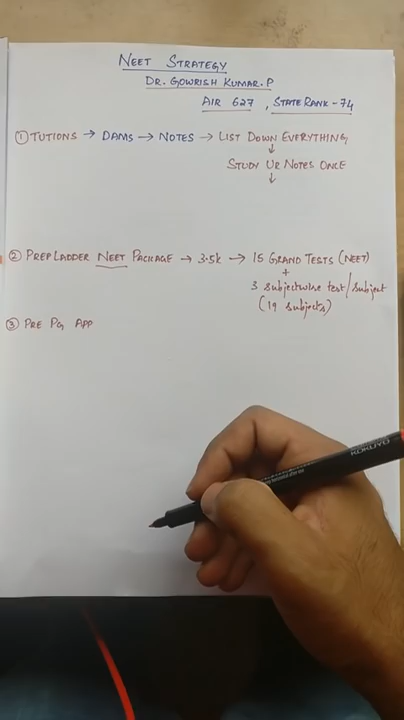 NEET STRATEGY
DR. GOWRISH KUMAR.P
AIR 627, STATE RANK-74
① TUTIONS → DAMS → NOTES → LIST DOWN EVERYTHING
↓
STUDY UR NOTES ONCE
↓
② PREPLADDER NEET PACKAGE → 3.5k → 15 GRAND TESTS (NEET)
+
3 subjectwise test/subject
(19 subjects)
③ PRE PG APP